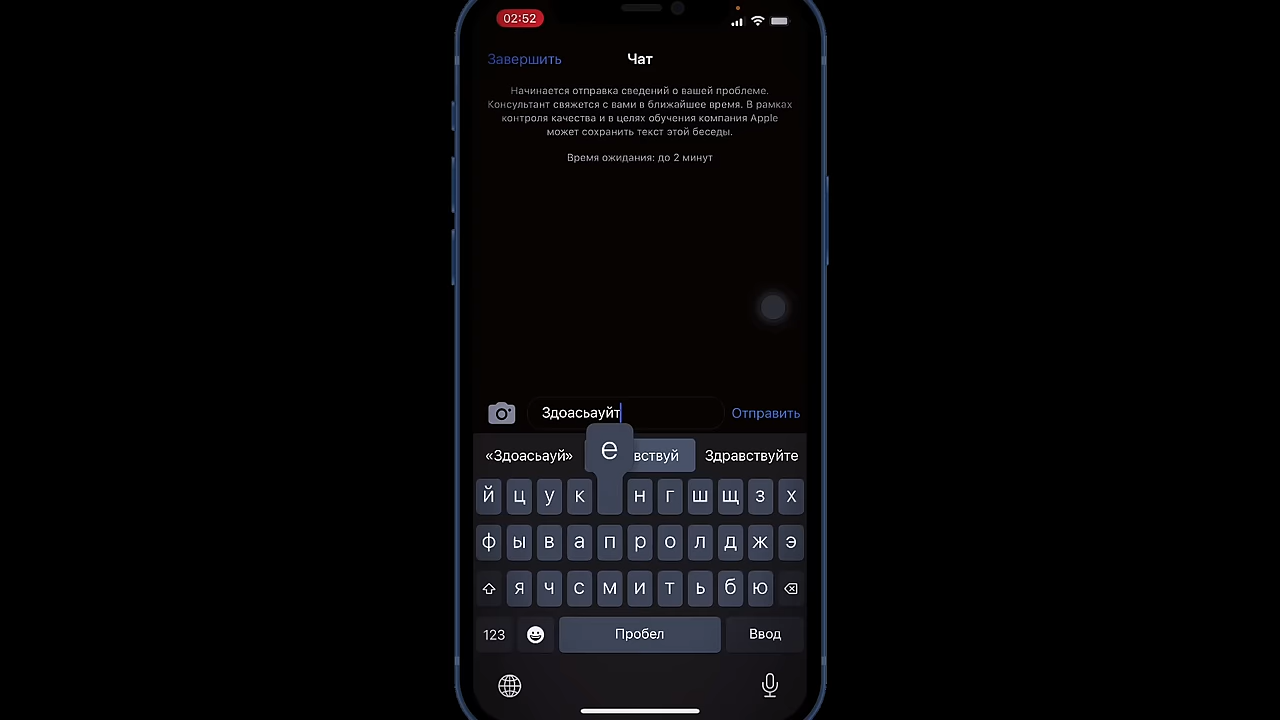 02:52
Завершить Чат
Начинается отправка сведений о вашей проблеме.
Консультант свяжется с вами в ближайшее время. В рамках
контроля качества и в целях обучения компания Apple
может сохранить текст этой беседы.
Время ожидания: до 2 минут
Здоасьауйт Отправить
«Здоасьауй» вствуй Здравствуйте
е
й ц у к н г ш щ з х
ф ы в а п р о л д ж э
я ч с м и т ь б ю
123 Пробел Ввод